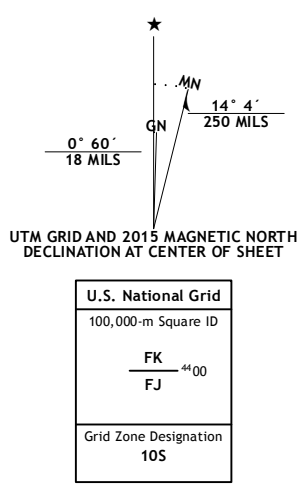 ★
MN
14° 4´
250 MILS
GN
0° 60´
18 MILS
UTM GRID AND 2015 MAGNETIC NORTH
DECLINATION AT CENTER OF SHEET
U.S. National Grid
100,000-m Square ID
FK
⁴⁴00
FJ
Grid Zone Designation
10S